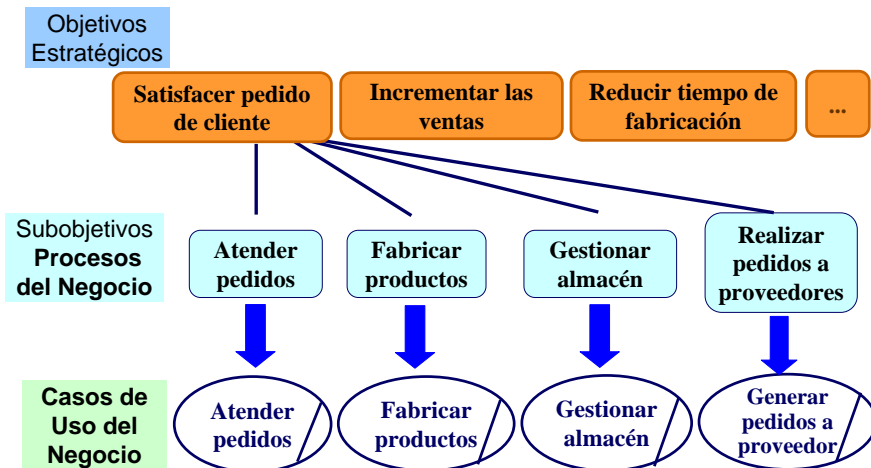 Objetivos
Estratégicos
Satisfacer pedido
de cliente
Incrementar las
ventas
Reducir tiempo de
fabricación
...
Subobjetivos
Procesos
del Negocio
Atender
pedidos
Fabricar
productos
Gestionar
almacén
Realizar
pedidos a
proveedores
Casos de
Uso del
Negocio
Atender
pedidos
Fabricar
productos
Gestionar
almacén
Generar
pedidos a
proveedor